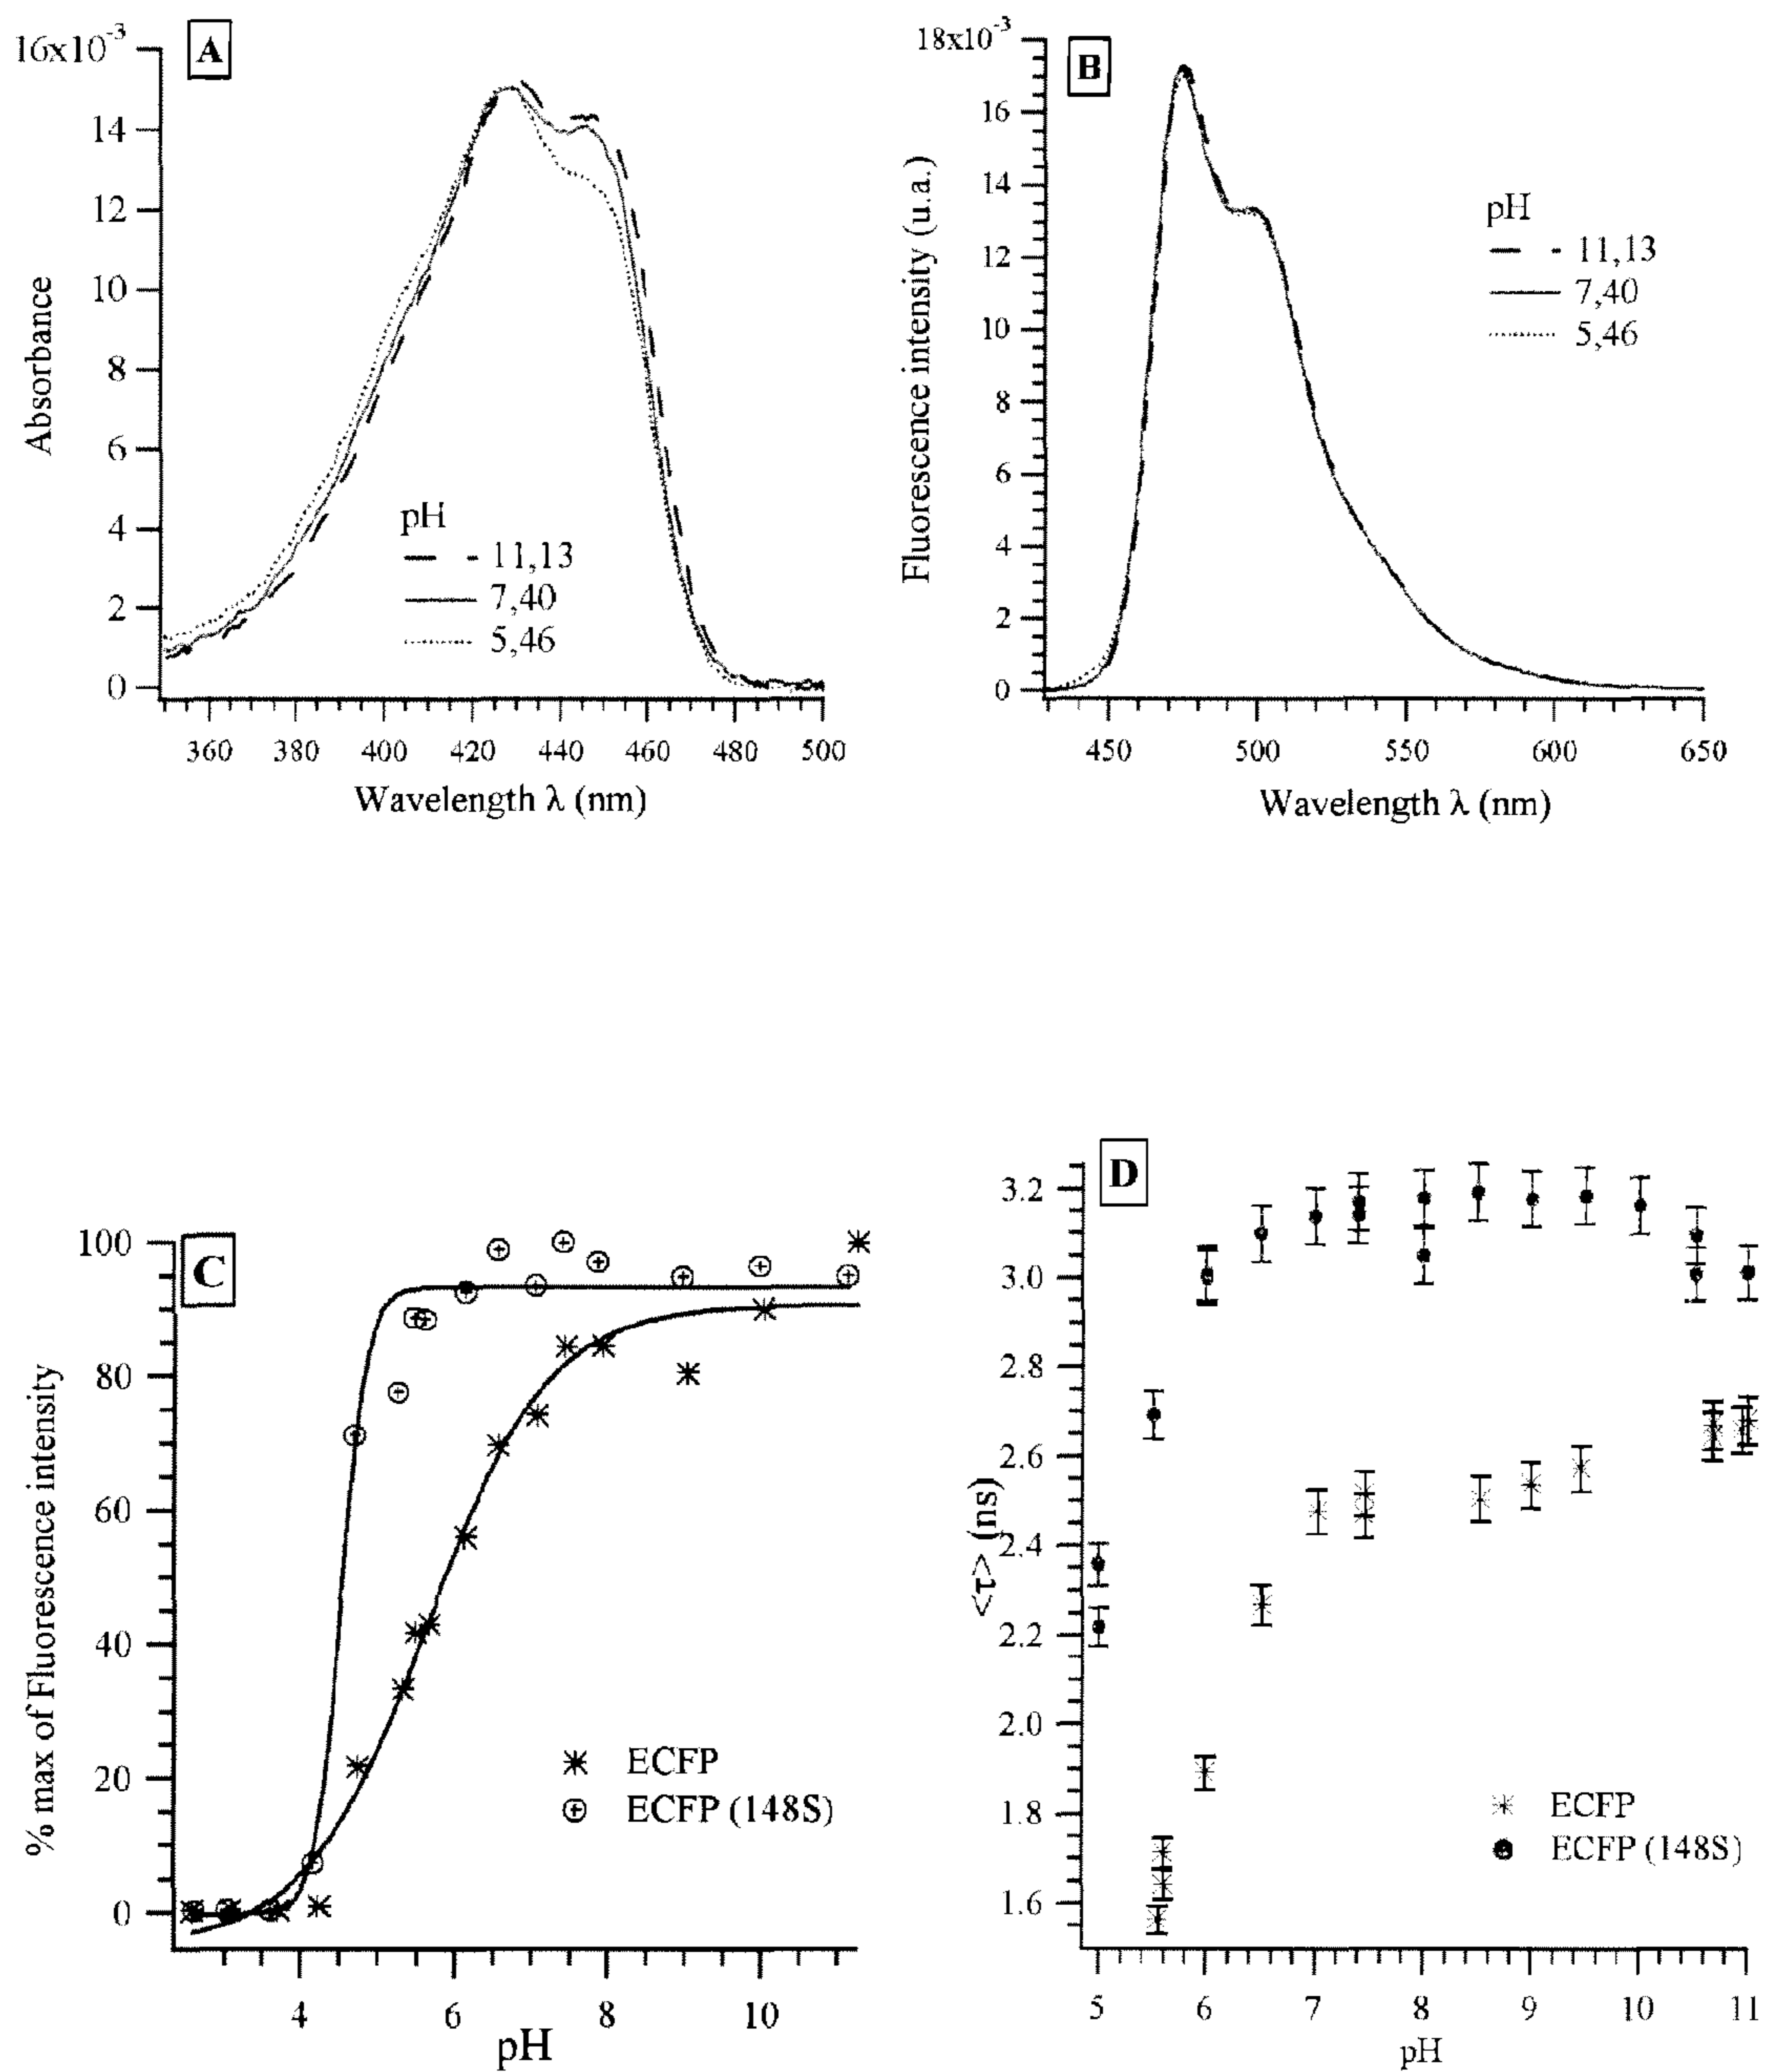 A
16x10⁻³
14
12
10
8
6
4
2
0
Absorbance
pH
11,13
7,40
5,46
360 380 400 420 440 460 480 500
Wavelength λ (nm)
B
18x10⁻³
16
14
12
10
8
6
4
2
0
Fluorescence intensity (u.a.)
pH
11,13
7,40
5,46
450 500 550 600 650
Wavelength λ (nm)
C
100
80
60
40
20
0
% max of Fluorescence intensity
ECFP
ECFP (148S)
4 6 8 10
pH
D
3.2
3.0
2.8
2.6
2.4
2.2
2.0
1.8
1.6
<τ> (ns)
ECFP
ECFP (148S)
5 6 7 8 9 10 11
pH